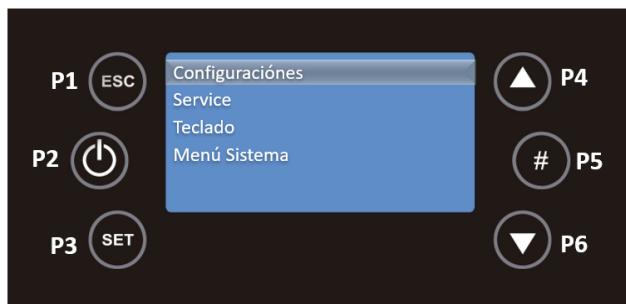 P1 ESC Configuraciónes P4
Service
Teclado
P2 Menú Sistema # P5
P3 SET P6